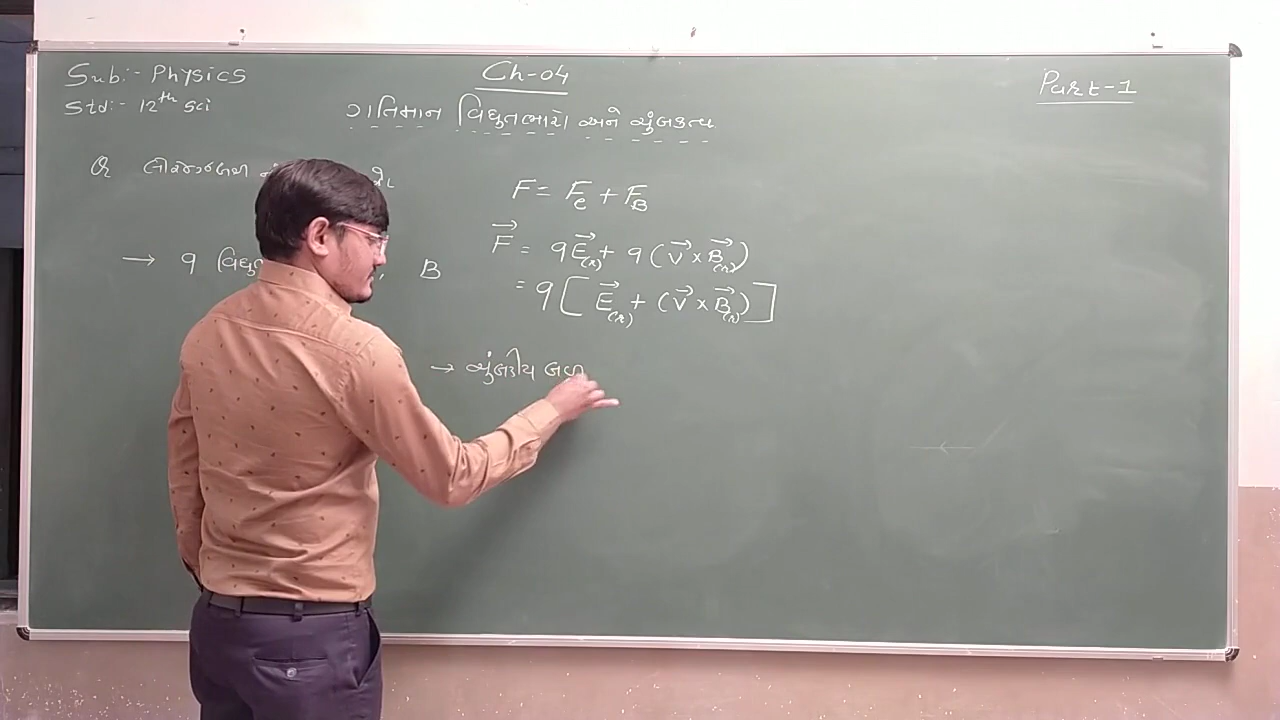 Sub:- Physics
Std:- 12th Sci
Ch-04
Part-1
ગતિમાન વિદ્યુતભારો અને ચુંબકત્વ
F = Fe + FB
→ q
B
F⃗ = qE⃗(r) + q (v⃗ × B⃗(r))
= q [ E⃗(r) + (v⃗ × B⃗(r)) ]
→ ચુંબકીય બળ